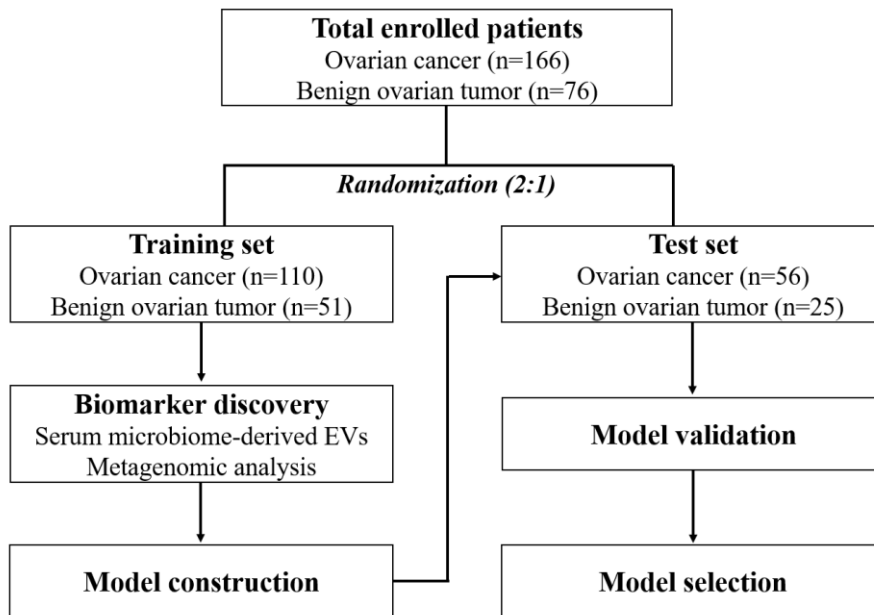 Total enrolled patients
Ovarian cancer (n=166)
Benign ovarian tumor (n=76)
Randomization (2:1)
Training set
Ovarian cancer (n=110)
Benign ovarian tumor (n=51)
Biomarker discovery
Serum microbiome-derived EVs
Metagenomic analysis
Model construction
Test set
Ovarian cancer (n=56)
Benign ovarian tumor (n=25)
Model validation
Model selection